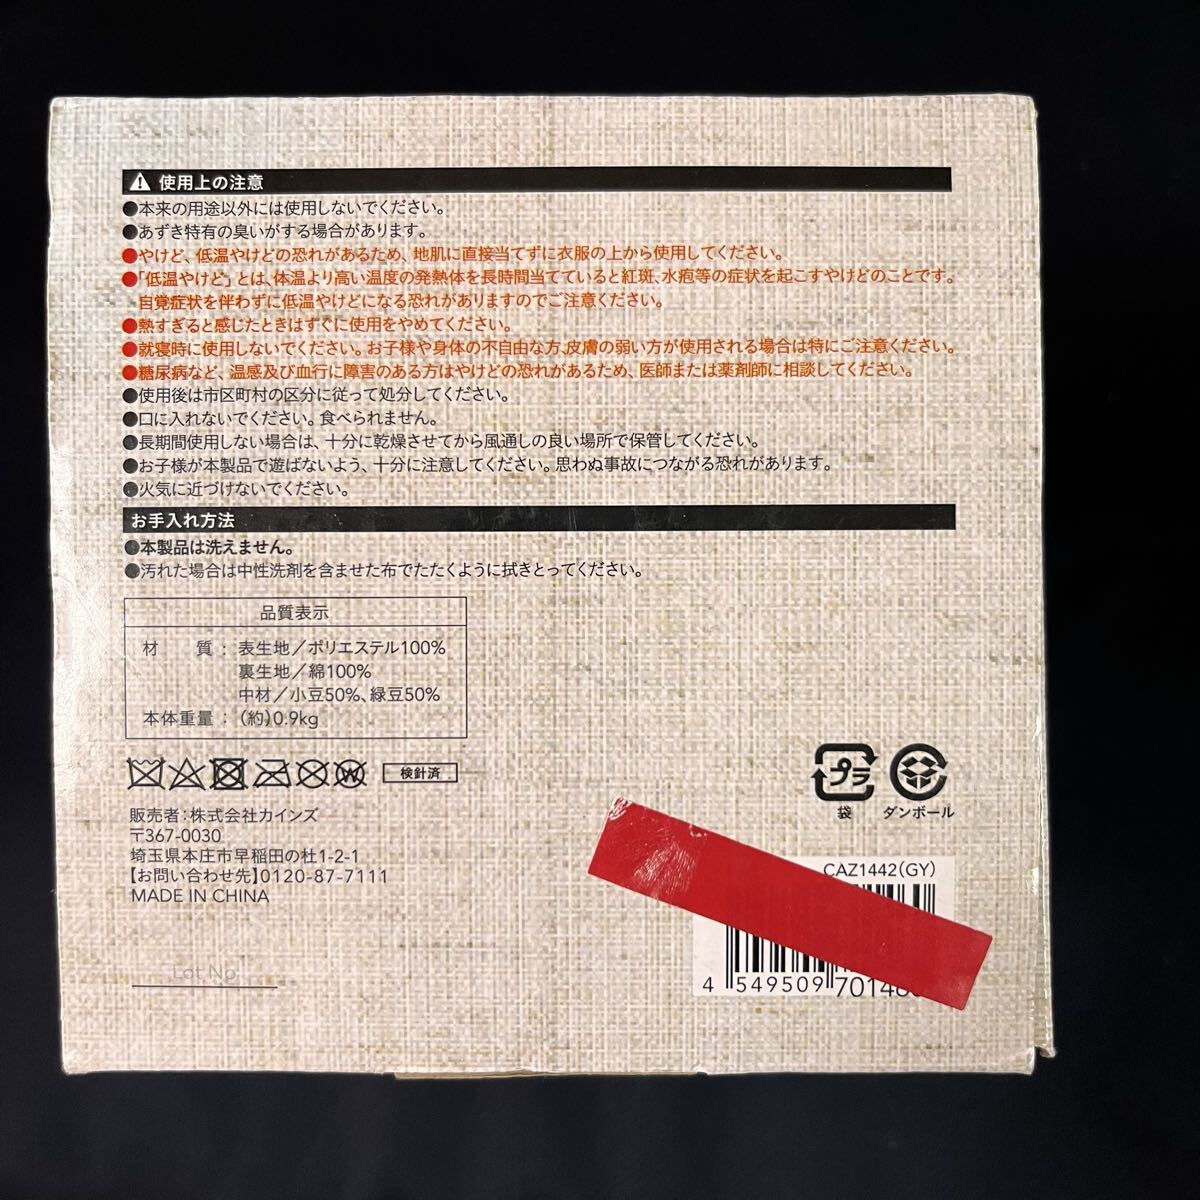 使用上の注意
●本来の用途以外には使用しないでください。
●あずき特有の臭いがする場合があります。
●やけど、低温やけどの恐れがあるため、地肌に直接当てずに衣服の上から使用してください。
●「低温やけど」とは、体温より高い温度の発熱体を長時間当てていると紅斑、水疱等の症状を起こすやけどのことです。
自覚症状を伴わずに低温やけどになる恐れがありますのでご注意ください。
●熱すぎると感じたときはすぐに使用をやめてください。
●就寝時に使用しないでください。お子様や身体の不自由な方、皮膚の弱い方が使用される場合は特にご注意ください。
●糖尿病など、温感及び血行に障害のある方はやけどの恐れがあるため、医師または薬剤師に相談してください。
●使用後は市区町村の区分に従って処分してください。
●口に入れないでください。食べられません。
●長期間使用しない場合は、十分に乾燥させてから風通しの良い場所で保管してください。
●お子様が本製品で遊ばないよう、十分に注意してください。思わぬ事故につながる恐れがあります。
●火気に近づけないでください。
お手入れ方法
●本製品は洗えません。
●汚れた場合は中性洗剤を含ませた布でたたくように拭きとってください。
品質表示
材 質 : 表生地/ポリエステル100%
裏生地/綿100%
中材/小豆50%、緑豆50%
本体重量 : (約)0.9kg
検針済
プラ
袋
ダンボール
販売者:株式会社カインズ
〒367-0030
埼玉県本庄市早稲田の杜1-2-1
【お問い合わせ先】0120-87-7111
MADE IN CHINA
Lot No
CAZ1442(GY)
4 549509 70148